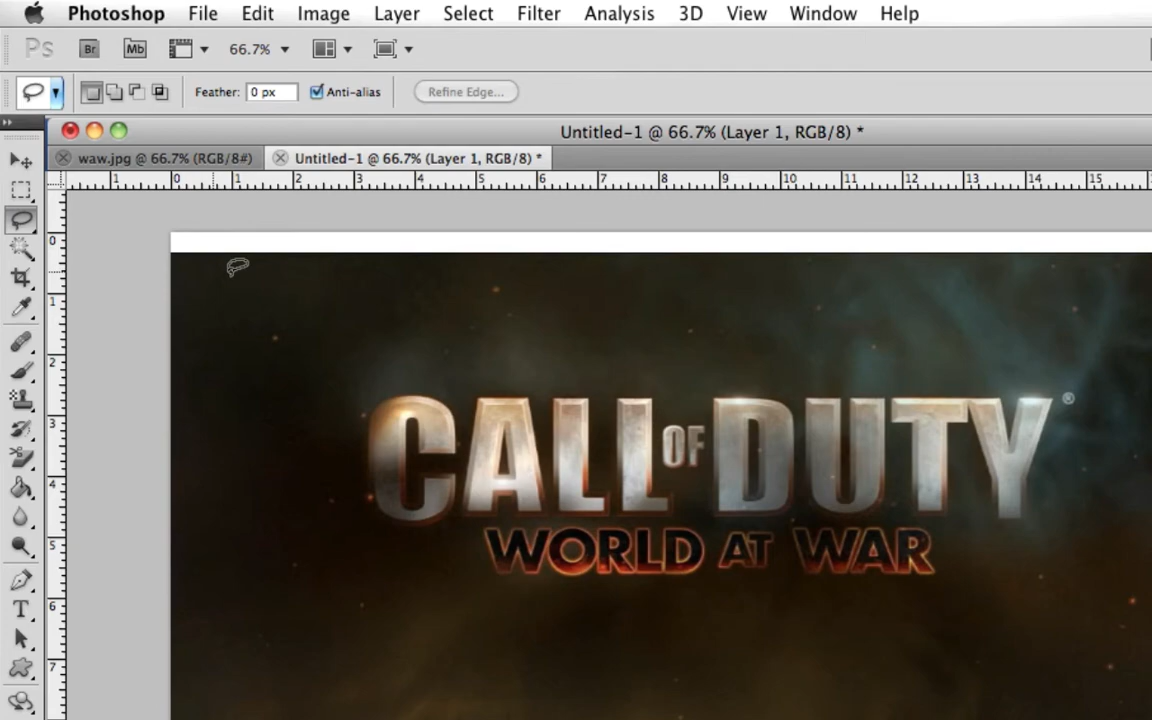 Photoshop File Edit Image Layer Select Filter Analysis 3D View Window Help
Ps Br Mb 66.7%
Feather: 0 px Anti-alias Refine Edge...
Untitled-1 @ 66.7% (Layer 1, RGB/8) *
waw.jpg @ 66.7% (RGB/8#) Untitled-1 @ 66.7% (Layer 1, RGB/8) *
1 0 1 2 3 4 5 6 7 8 9 10 11 12 13 14 15
0
1
2
3
4
5
6
7
CALL OF DUTY®
WORLD AT WAR